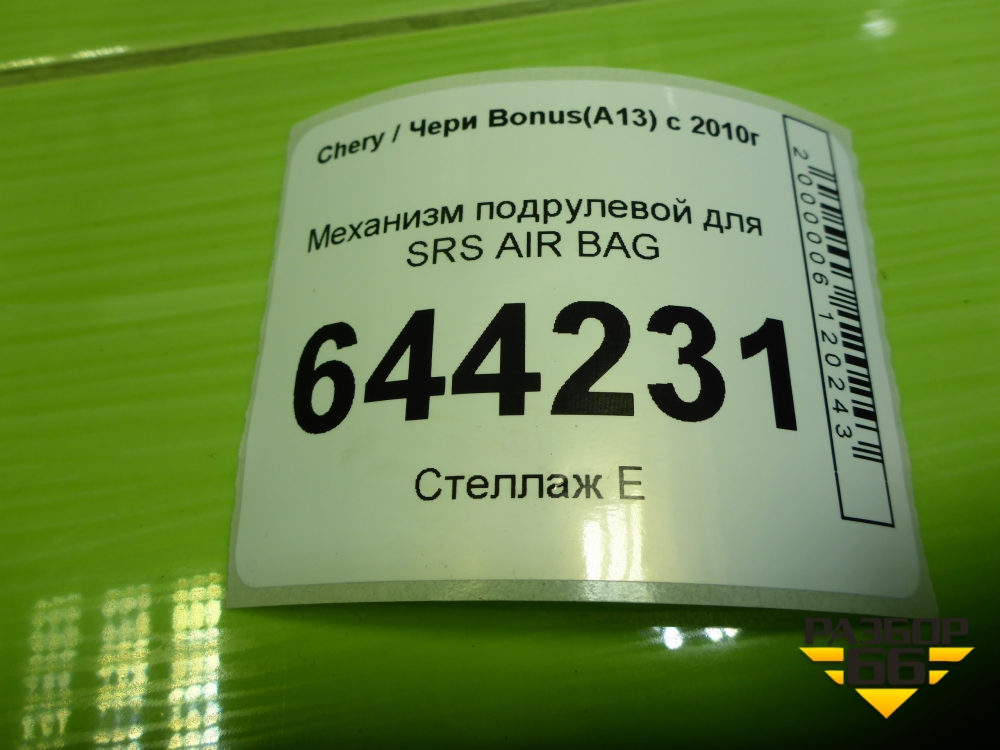 Chery / Чери Bonus(A13) с 2010г
Механизм подрулевой для
SRS AIR BAG
644231
Стеллаж Е
2000006120243
РАЗБОР
66